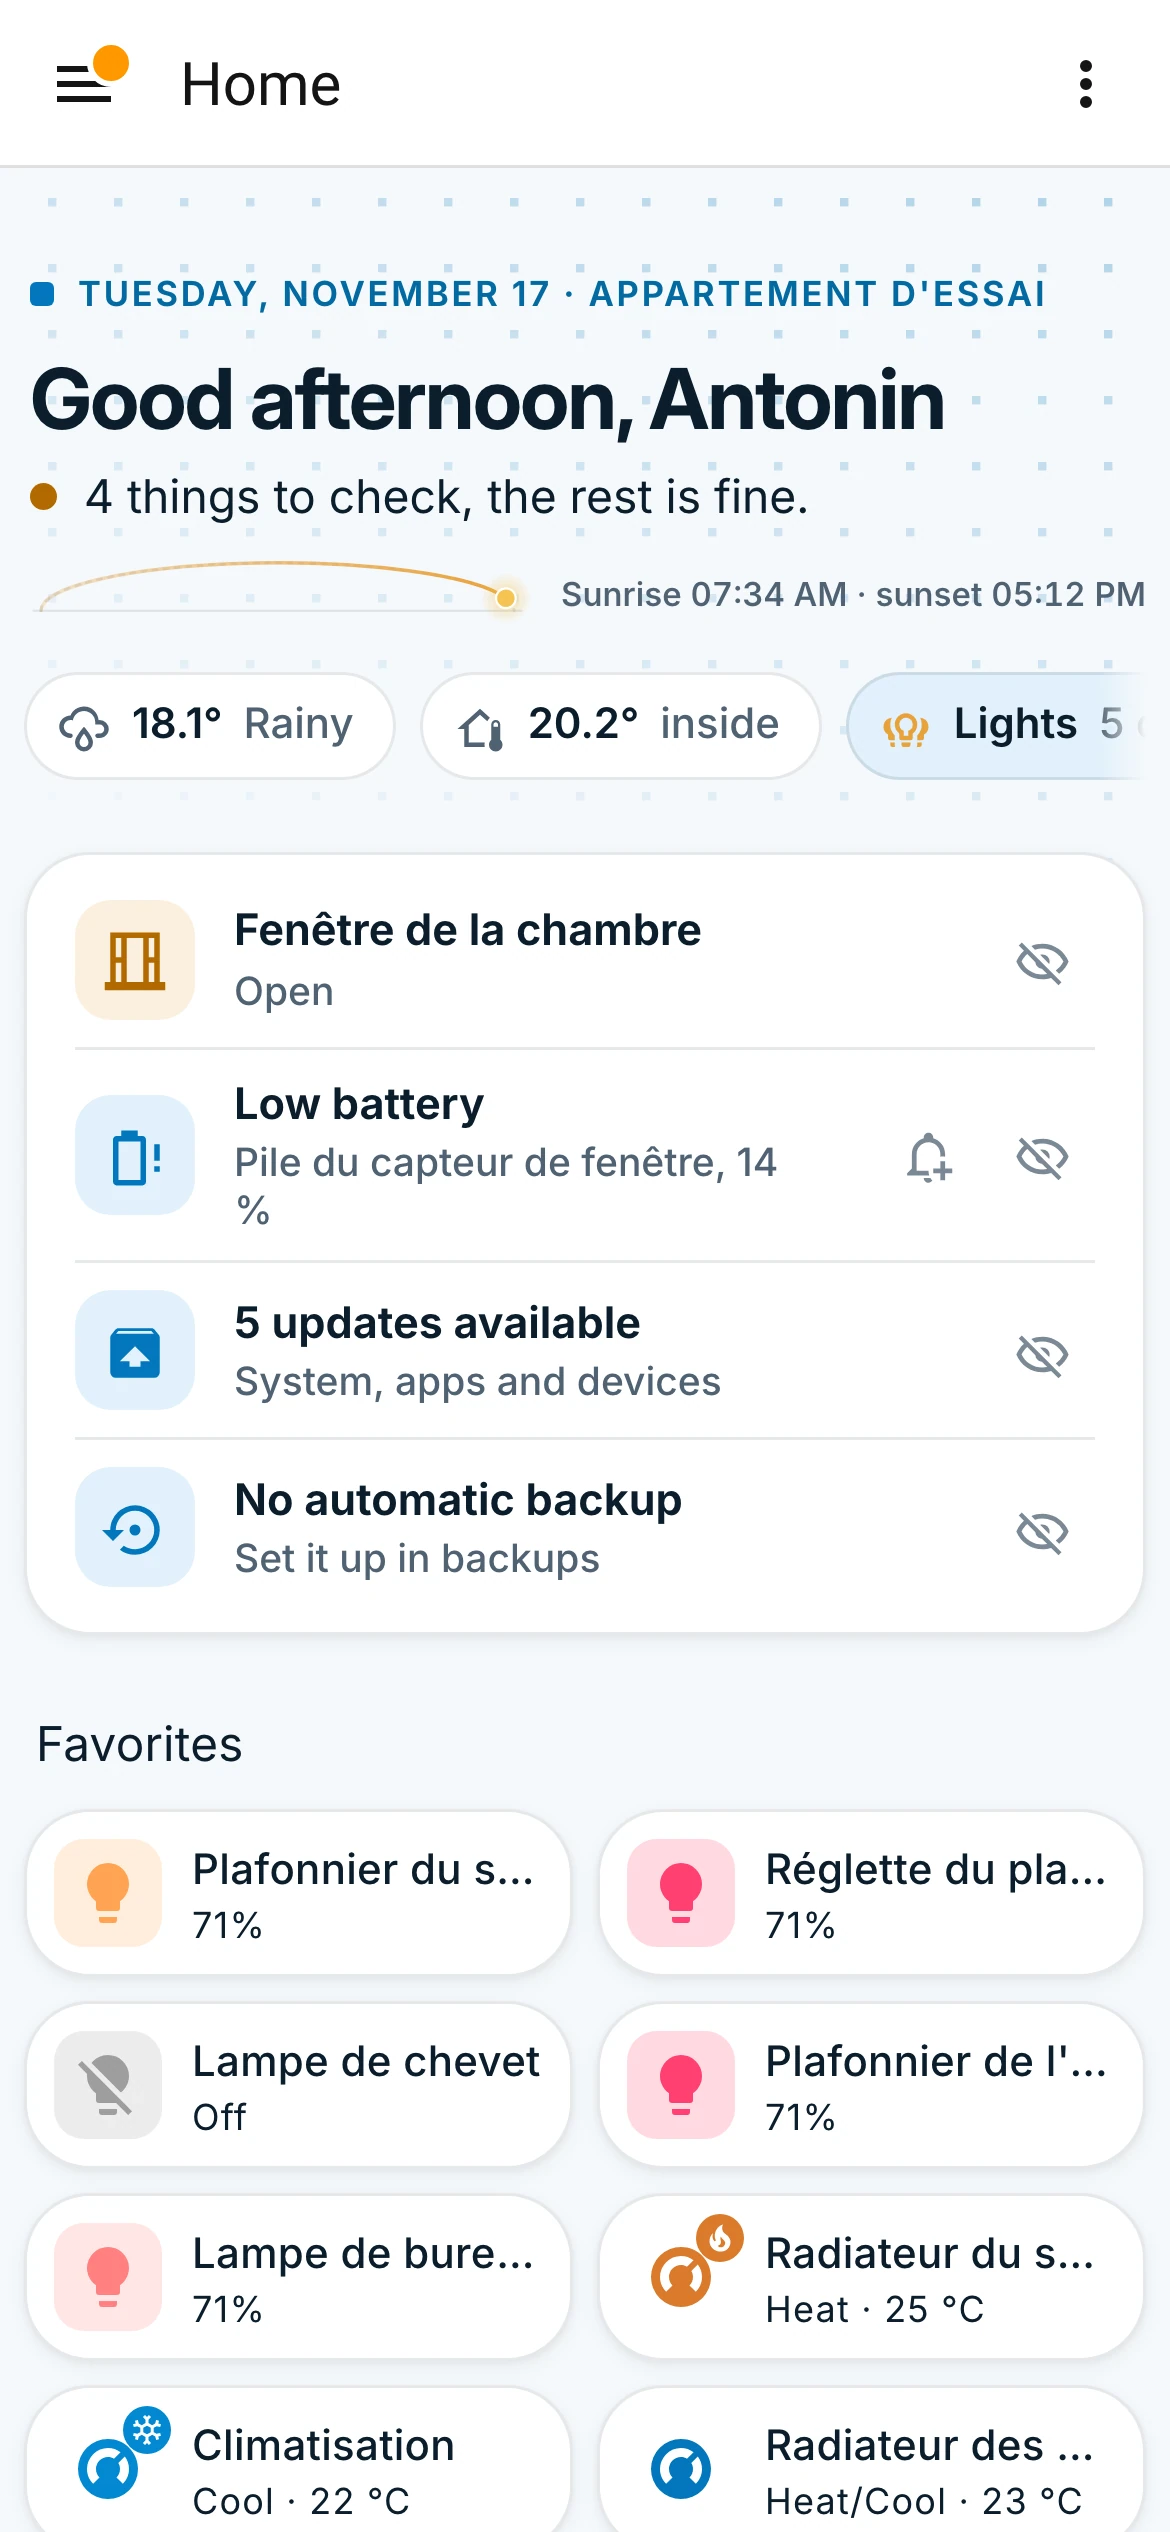 Home
TUESDAY, NOVEMBER 17 · APPARTEMENT D'ESSAI
Good afternoon, Antonin
4 things to check, the rest is fine.
Sunrise 07:34 AM · sunset 05:12 PM
18.1° Rainy
20.2° inside
Lights 5
Fenêtre de la chambre
Open
Low battery
Pile du capteur de fenêtre, 14
%
5 updates available
System, apps and devices
No automatic backup
Set it up in backups
Favorites
Plafonnier du s...
71%
Réglette du pla...
71%
Lampe de chevet
Off
Plafonnier de l'...
71%
Lampe de bure...
71%
Radiateur du s...
Heat · 25 °C
Climatisation
Cool · 22 °C
Radiateur des ...
Heat/Cool · 23 °C